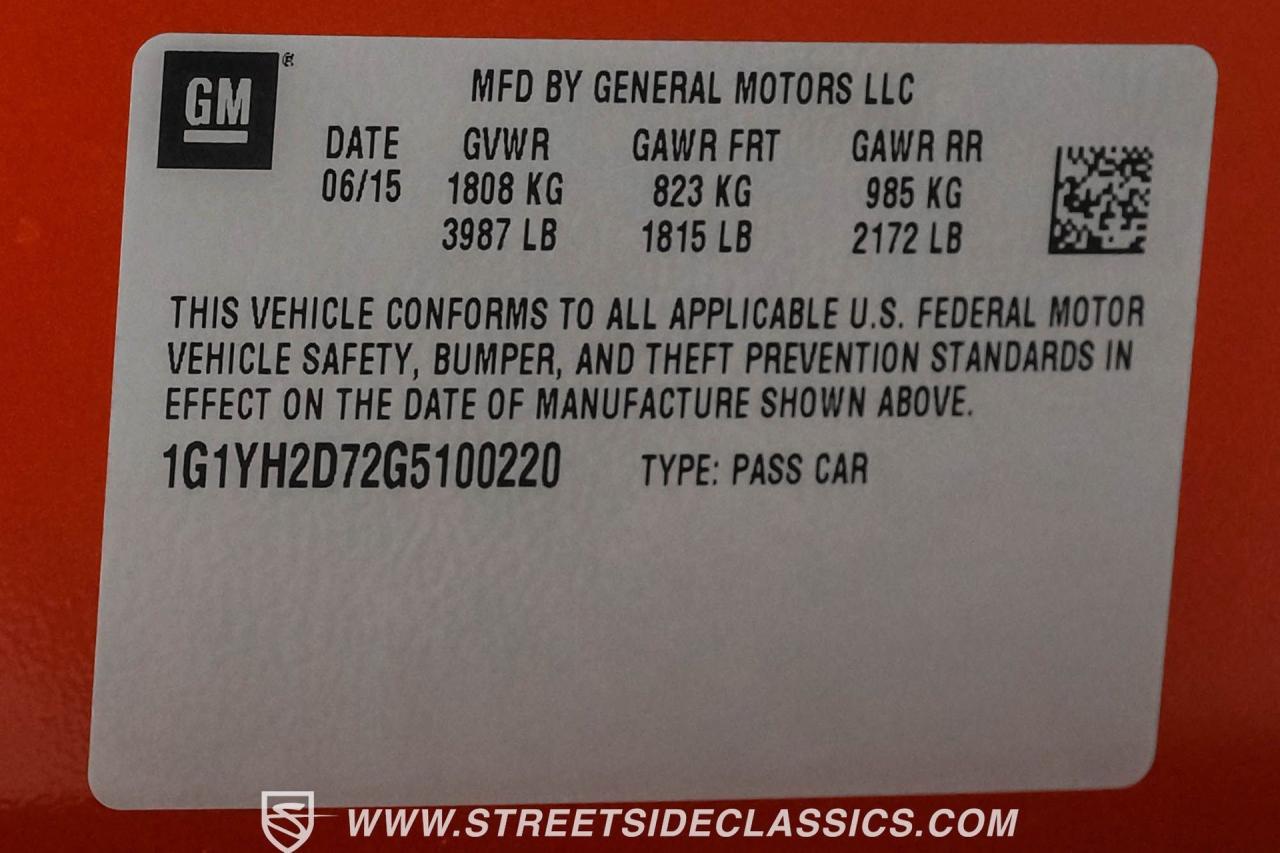 GM
MFD BY GENERAL MOTORS LLC
DATE GVWR GAWR FRT GAWR RR
06/15 1808 KG 823 KG 985 KG
3987 LB 1815 LB 2172 LB
THIS VEHICLE CONFORMS TO ALL APPLICABLE U.S. FEDERAL MOTOR
VEHICLE SAFETY, BUMPER, AND THEFT PREVENTION STANDARDS IN
EFFECT ON THE DATE OF MANUFACTURE SHOWN ABOVE.
1G1YH2D72G5100220 TYPE: PASS CAR
WWW.STREETSIDECLASSICS.COM